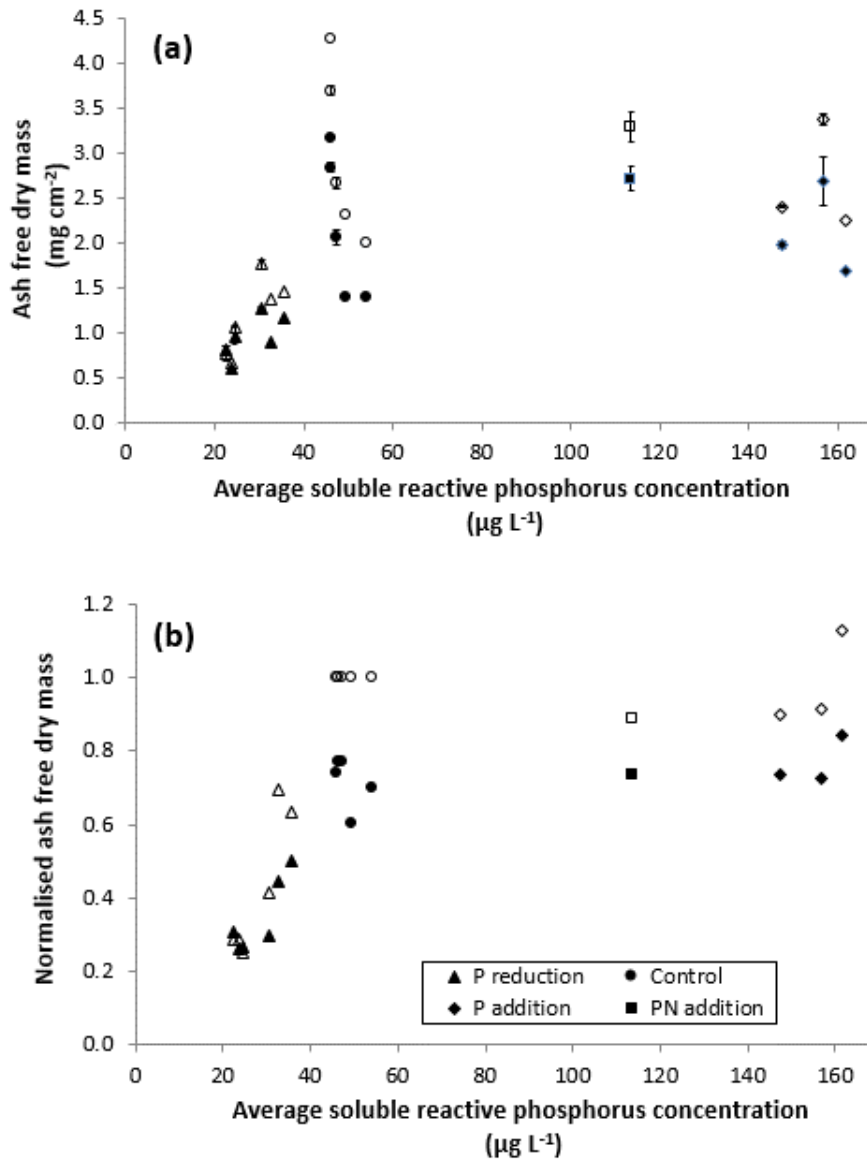 (a)
4.5
4.0
3.5
3.0
2.5
2.0
1.5
1.0
0.5
0.0
Ash free dry mass
(mg cm⁻²)
0 20 40 60 80 100 120 140 160
Average soluble reactive phosphorus concentration
(µg L⁻¹)
(b)
1.2
1.0
0.8
0.6
0.4
0.2
0.0
Normalised ash free dry mass
P reduction Control
P addition PN addition
0 20 40 60 80 100 120 140 160
Average soluble reactive phosphorus concentration
(µg L⁻¹)